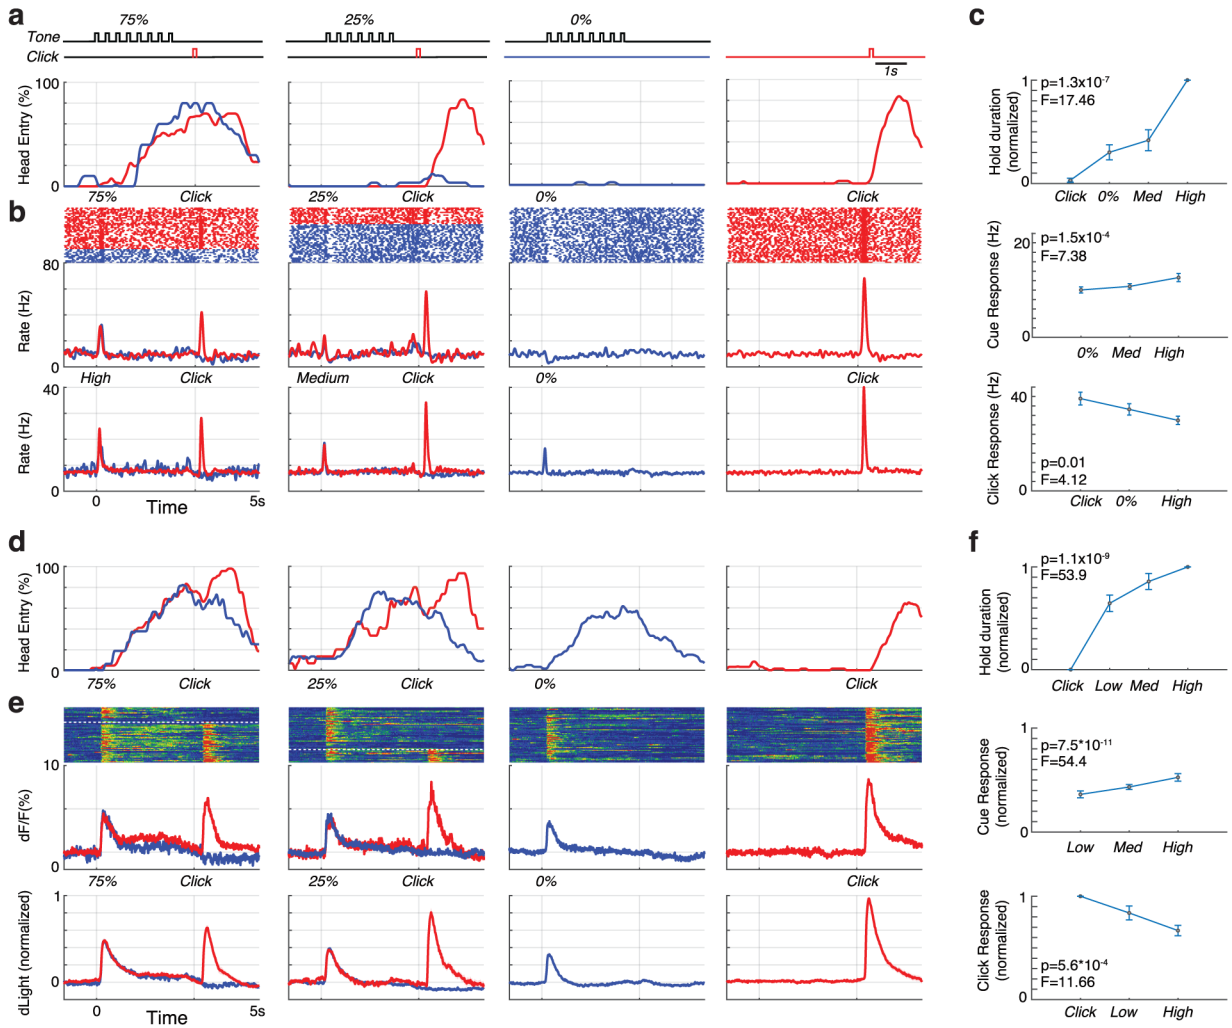 a
75%
25%
0%
c
Tone
Click
1s
100
Head Entry (%)
0
75%
Click
25%
Click
0%
Click
1
p=1.3x10-7
F=17.46
Hold duration
(normalized)
0
Click 0% Med High
b
80
Rate (Hz)
0
High
Click
Medium
Click
0%
Click
20
p=1.5x10-4
F=7.38
Cue Response (Hz)
0
0% Med High
40
Rate (Hz)
0
0
Time
5s
40
Click Response (Hz)
p=0.01
F=4.12
0
Click 0% High
d
100
Head Entry (%)
0
75%
Click
25%
Click
0%
Click
f
p=1.1x10-9
F=53.9
1
Hold duration
(normalized)
0
Click Low Med High
e
10
dF/F(%)
0
75%
Click
25%
Click
0%
Click
1
p=7.5*10-11
F=54.4
Cue Response
(normalized)
0
Low Med High
1
dLight (normalized)
0
0
Time
5s
1
Click Response
(normalized)
p=5.6*10-4
F=11.66
0
Click Low High